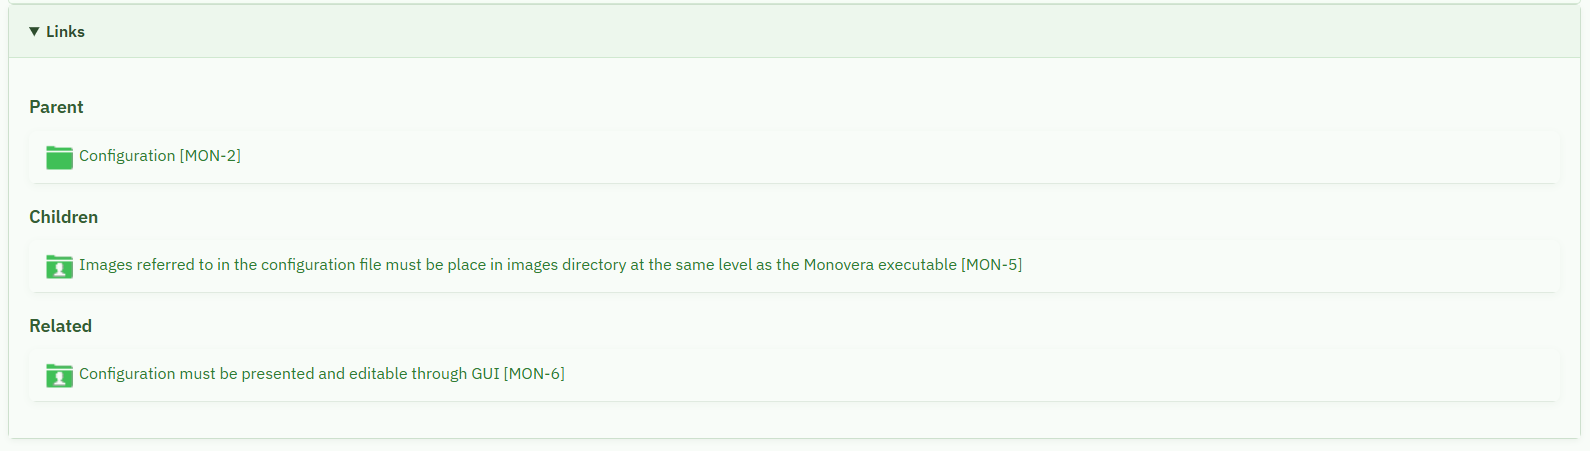 ▼ Links
Parent
Configuration [MON-2]
Children
Images referred to in the configuration file must be place in images directory at the same level as the Monovera executable [MON-5]
Related
Configuration must be presented and editable through GUI [MON-6]